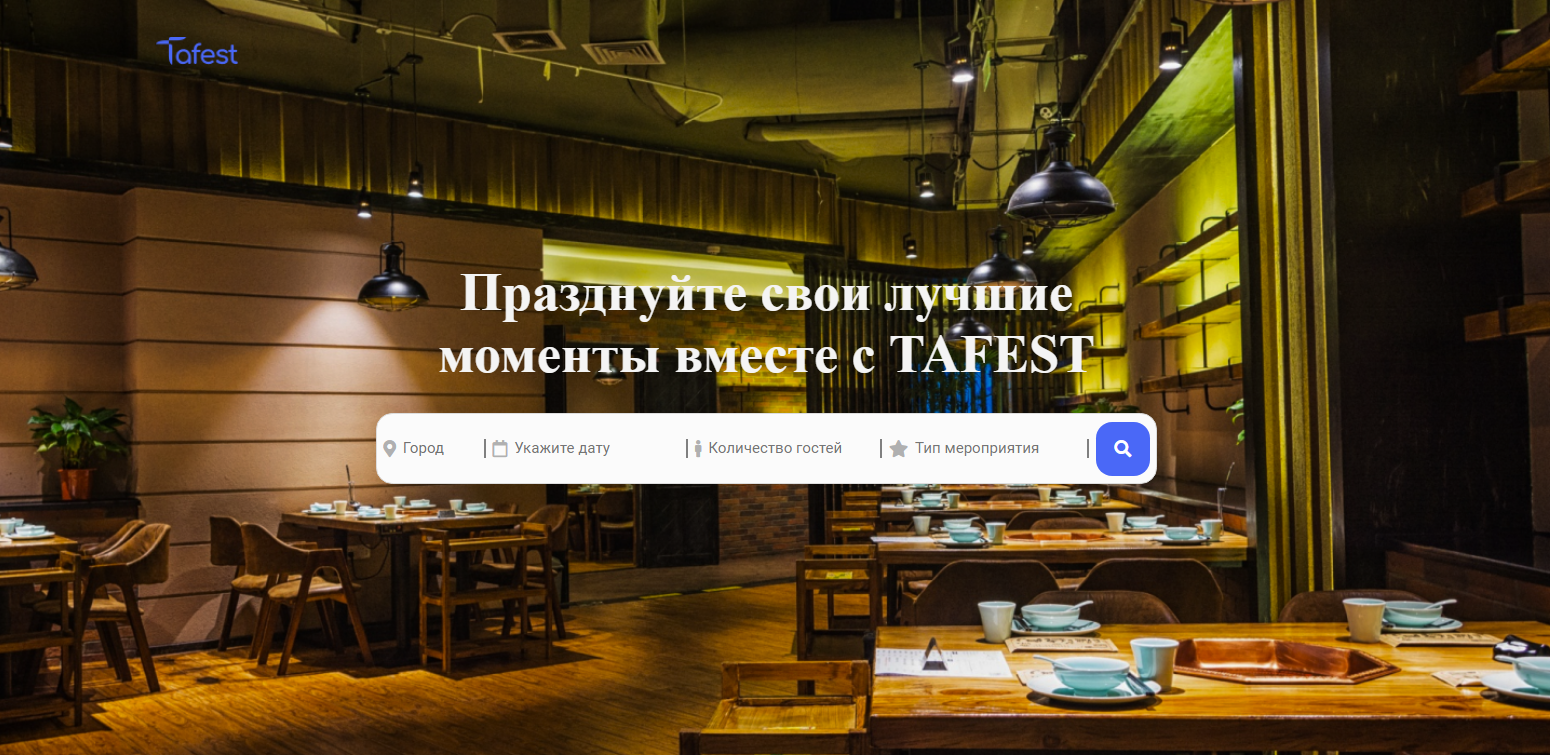 Tafest
Празднуйте свои лучшие
моменты вместе с TAFEST
Город
Укажите дату
Количество гостей
Тип мероприятия